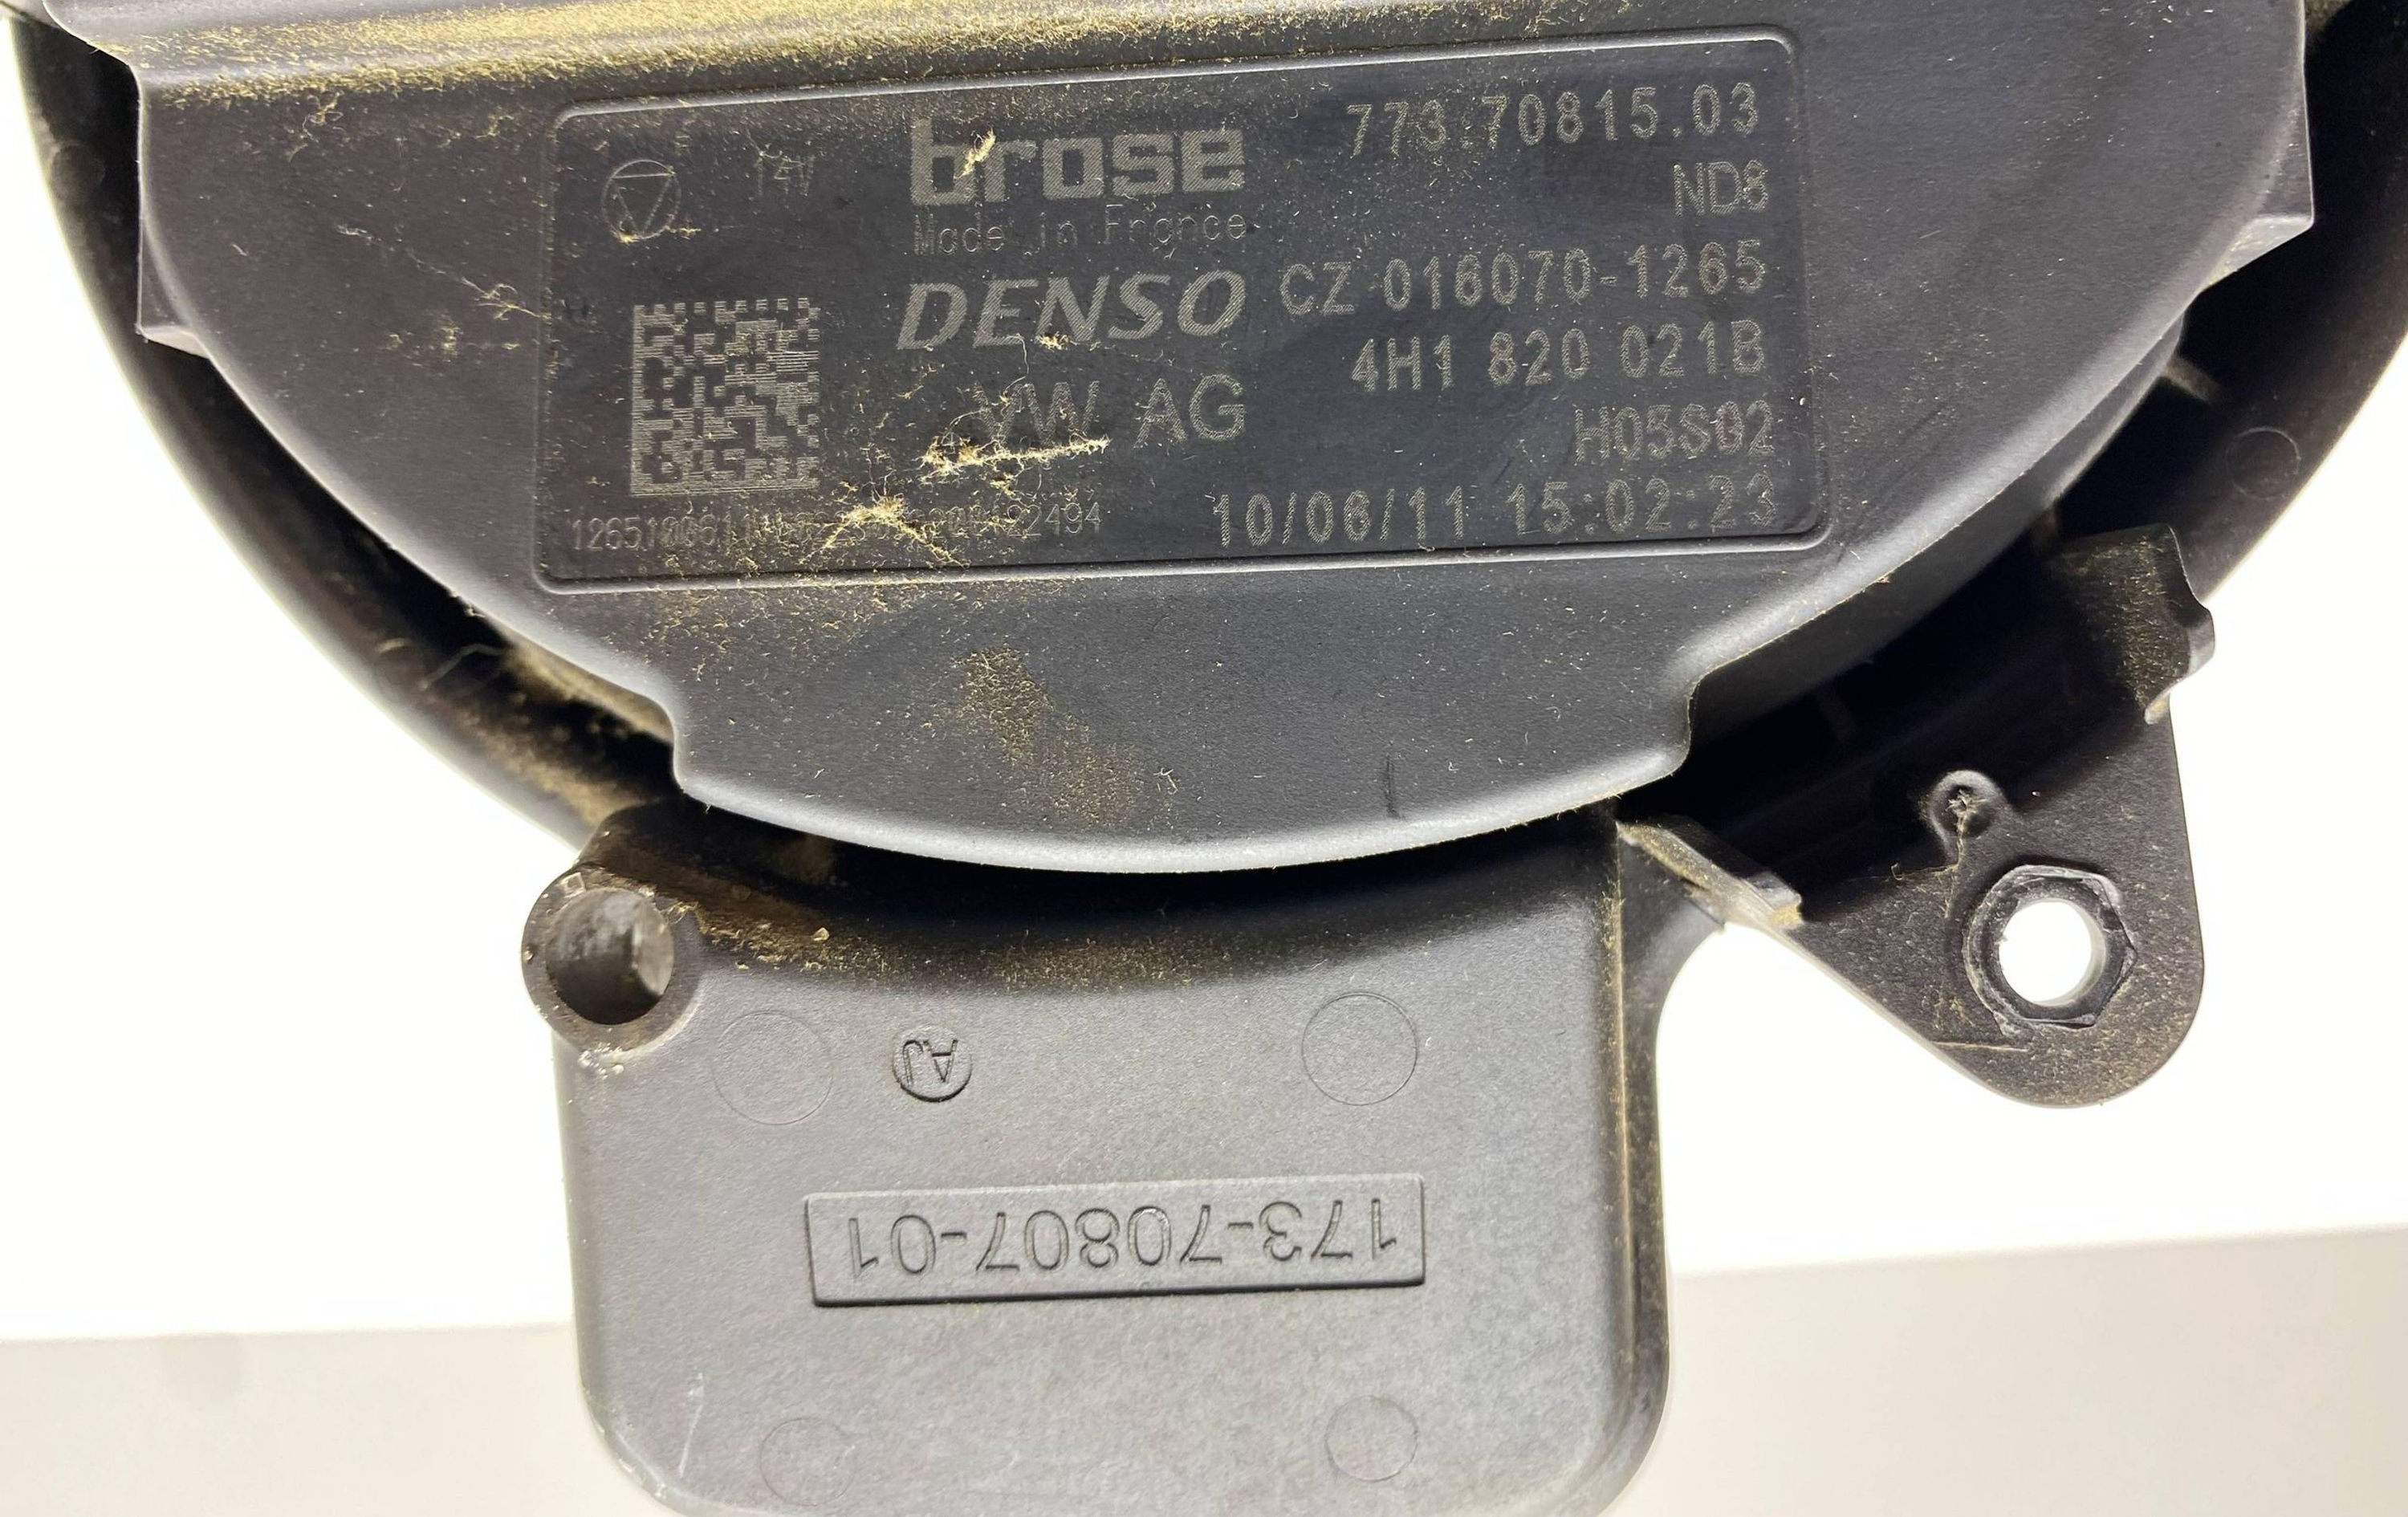 14V
brose
773.70815.03
Made in France
ND8
DENSO CZ 016070-1265
4H1 820 021B
VW AG
H05S02
10/06/11 15:02:23
AJ
173-70807-01